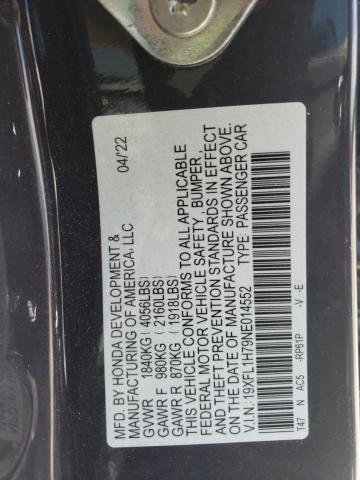 MFD. BY HONDA DEVELOPMENT & 04/'22
MANUFACTURING OF AMERICA, LLC
GVWR 1840KG (4056LBS)
GAWR F 980KG (2160LBS)
GAWR R 870KG (1918LBS)
THIS VEHICLE CONFORMS TO ALL APPLICABLE
FEDERAL MOTOR VEHICLE SAFETY, BUMPER,
AND THEFT PREVENTION STANDARDS IN EFFECT
ON THE DATE OF MANUFACTURE SHOWN ABOVE.
V.I.N.: 19XFL1H79NE014552 TYPE: PASSENGER CAR
T47 N AC5 -RP61P -V -E